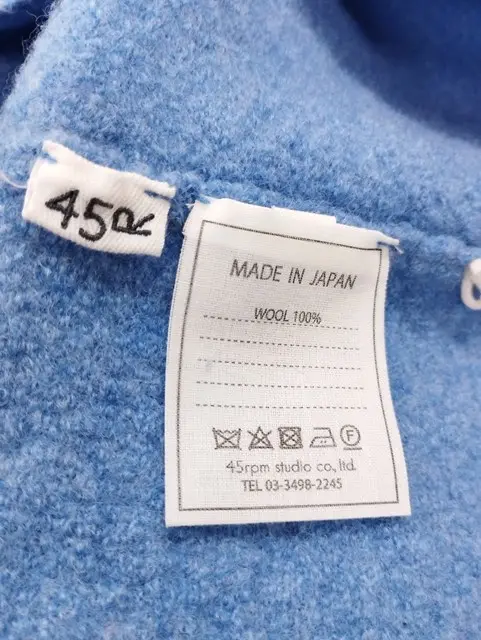 45R
MADE IN JAPAN
WOOL 100%
F
45rpm studio co., ltd.
TEL 03-3498-2245